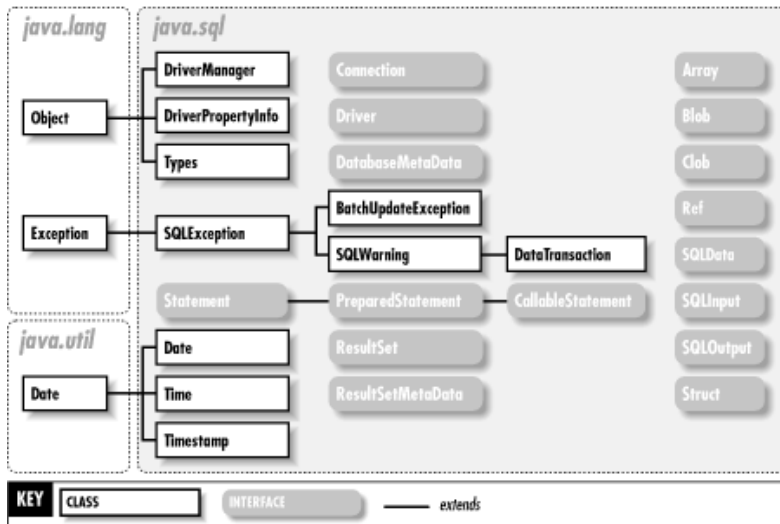 java.lang
java.sql
DriverManager
Connection
Array
Object
DriverPropertyInfo
Driver
Blob
Types
DatabaseMetaData
Clob
BatchUpdateException
Ref
Exception
SQLException
SQLWarning
DataTransaction
SQLData
Statement
PreparedStatement
CallableStatement
SQLInput
java.util
Date
ResultSet
SQLOutput
Date
Time
ResultSetMetaData
Struct
Timestamp
KEY
CLASS
INTERFACE
extends